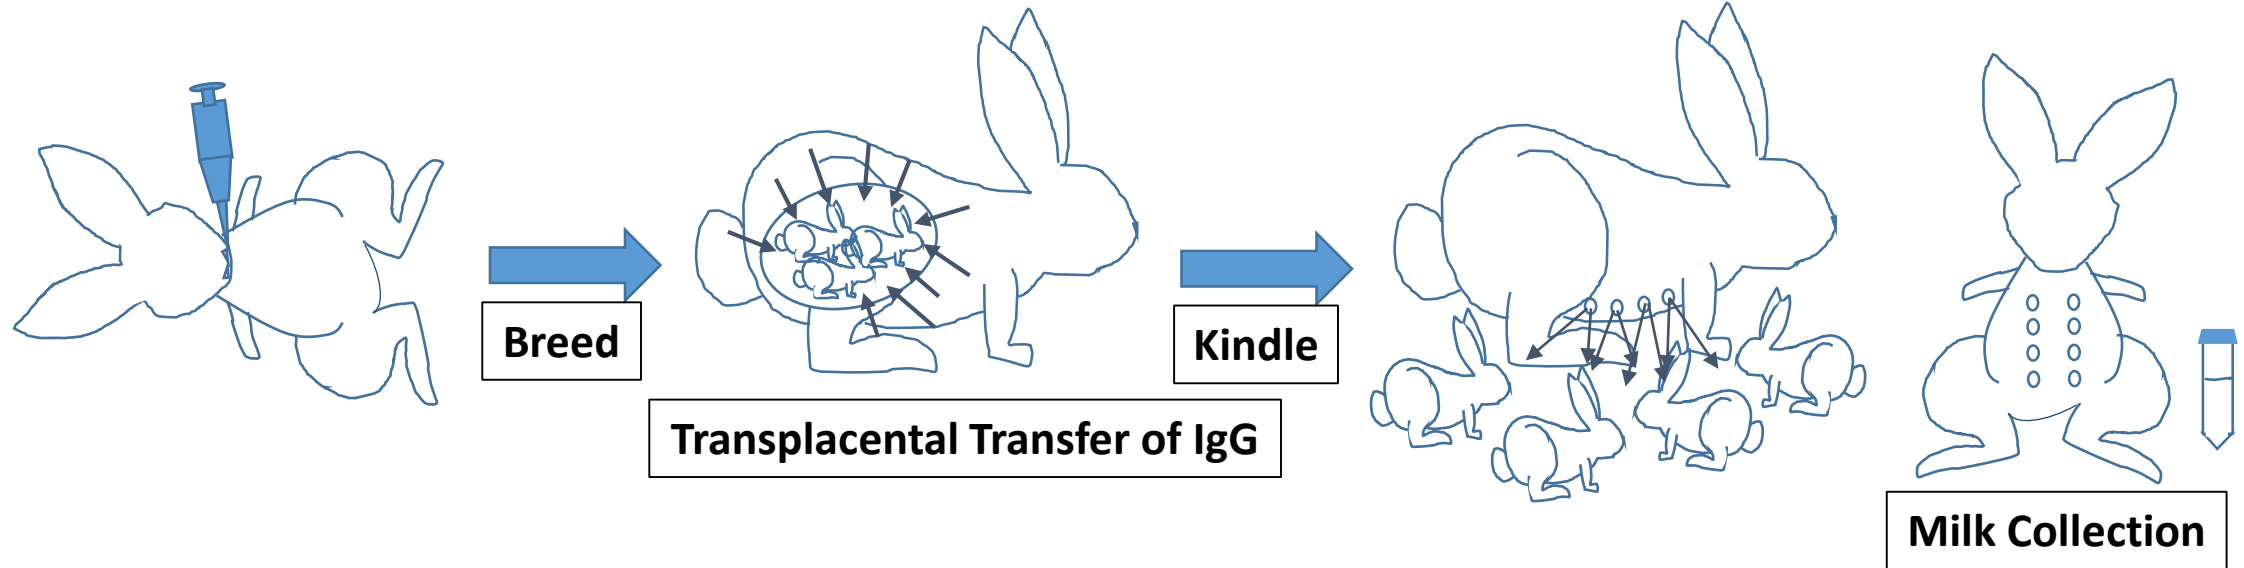 Breed
Transplacental Transfer of IgG
Kindle
Milk Collection